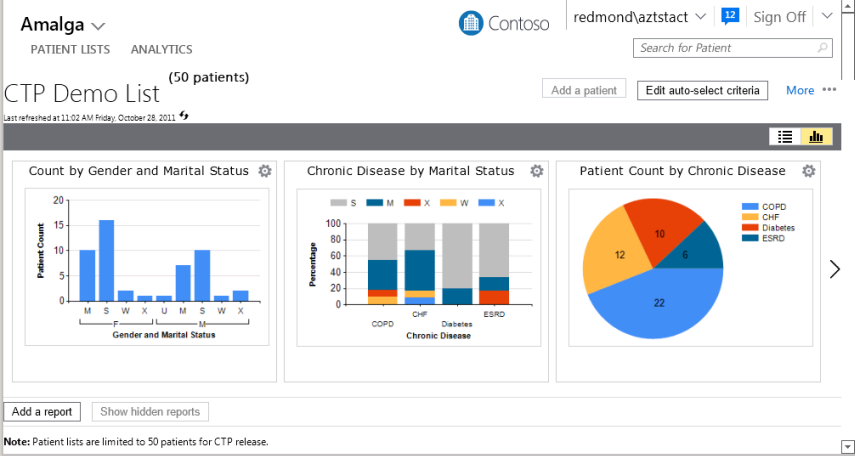 Amalga
Contoso
redmond\aztstact
12
Sign Off
PATIENT LISTS
ANALYTICS
Search for Patient
CTP Demo List
(50 patients)
Add a patient
Edit auto-select criteria
More
Last refreshed at 11:02 AM Friday, October 28, 2011
Count by Gender and Marital Status
20
15
10
5
0
Patient Count
M S W X U M S W X
F M
Gender and Marital Status
Chronic Disease by Marital Status
S M X W X
100
80
60
40
20
0
Percentage
COPD CHF Diabetes ESRD
Chronic Disease
Patient Count by Chronic Disease
COPD
CHF
Diabetes
ESRD
10
12
6
22
Add a report
Show hidden reports
Note: Patient lists are limited to 50 patients for CTP release.